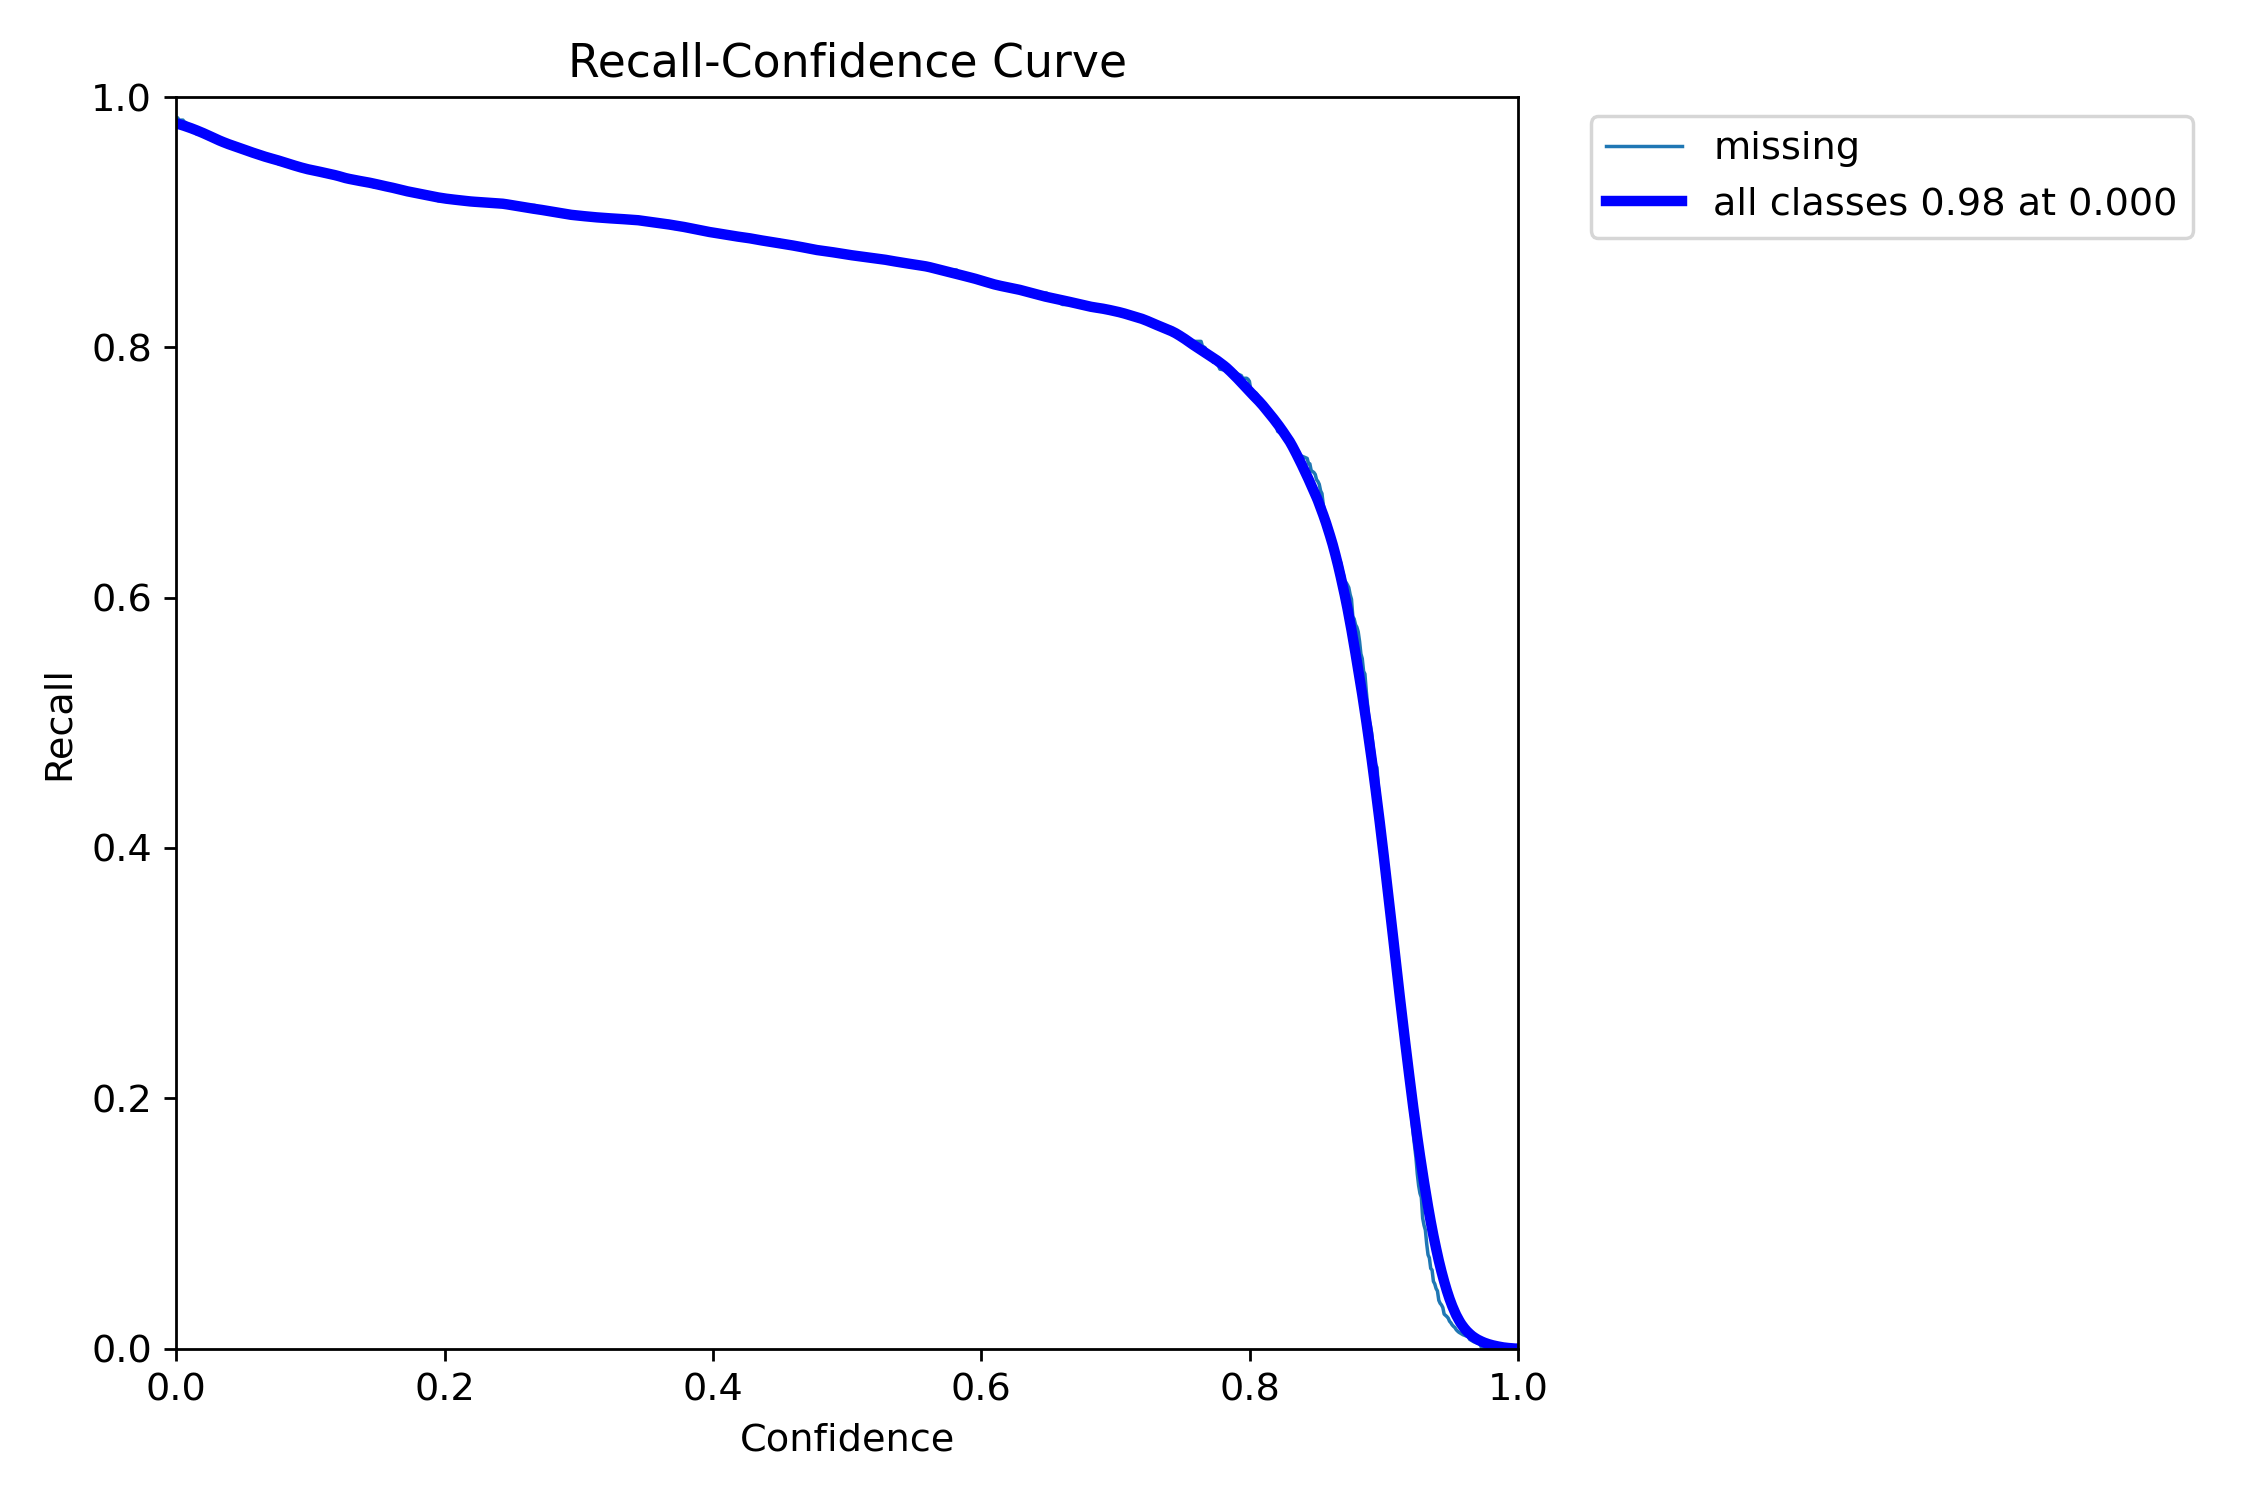 Recall-Confidence Curve
1.0
0.8
0.6
0.4
0.2
0.0
Recall
0.0 0.2 0.4 0.6 0.8 1.0
Confidence
missing
all classes 0.98 at 0.000